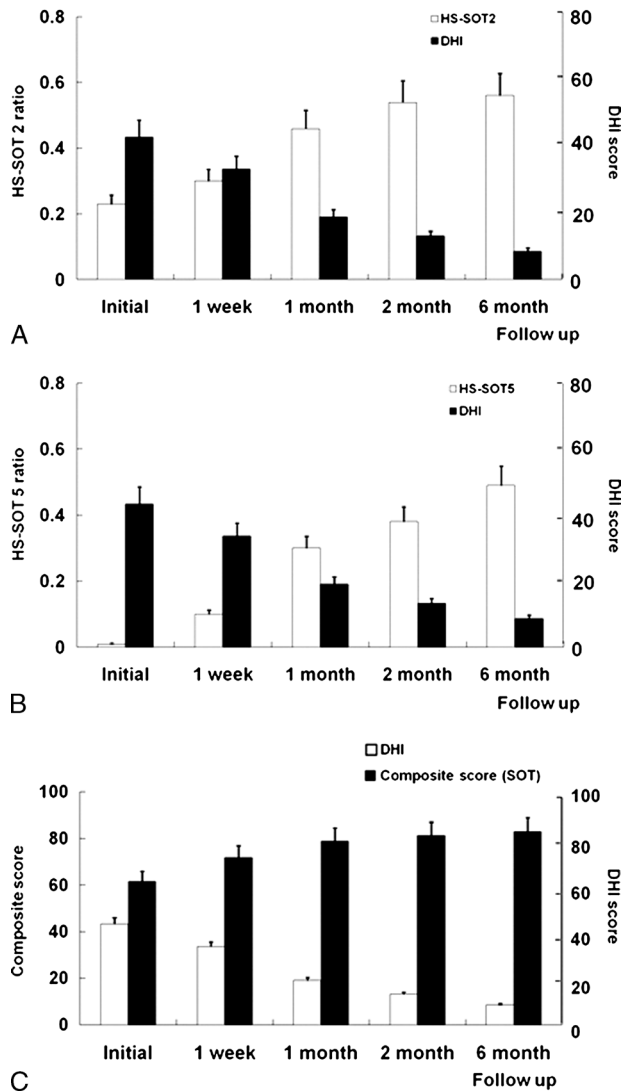 HS-SOT2
DHI
0.8
0.6
0.4
0.2
0
HS-SOT 2 ratio
80
60
40
20
0
DHI score
Initial 1 week 1 month 2 month 6 month
Follow up
A
HS-SOT5
DHI
0.8
0.6
0.4
0.2
0
HS-SOT 5 ratio
80
60
40
20
0
DHI score
Initial 1 week 1 month 2 month 6 month
Follow up
B
DHI
Composite score (SOT)
100
80
60
40
20
0
Composite score
100
80
60
40
20
0
DHI score
Initial 1 week 1 month 2 month 6 month
Follow up
C